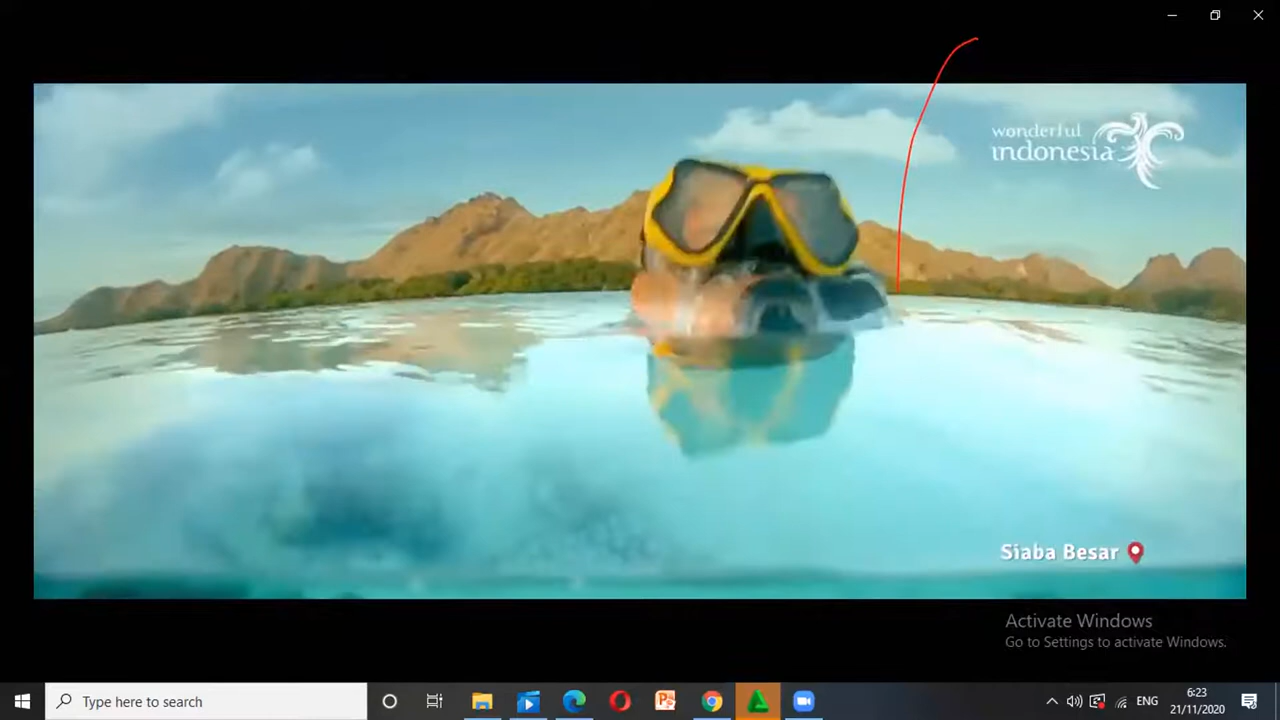 wonderful
indonesia
Siaba Besar
Activate Windows
Go to Settings to activate Windows.
Type here to search
ENG
6:23
21/11/2020